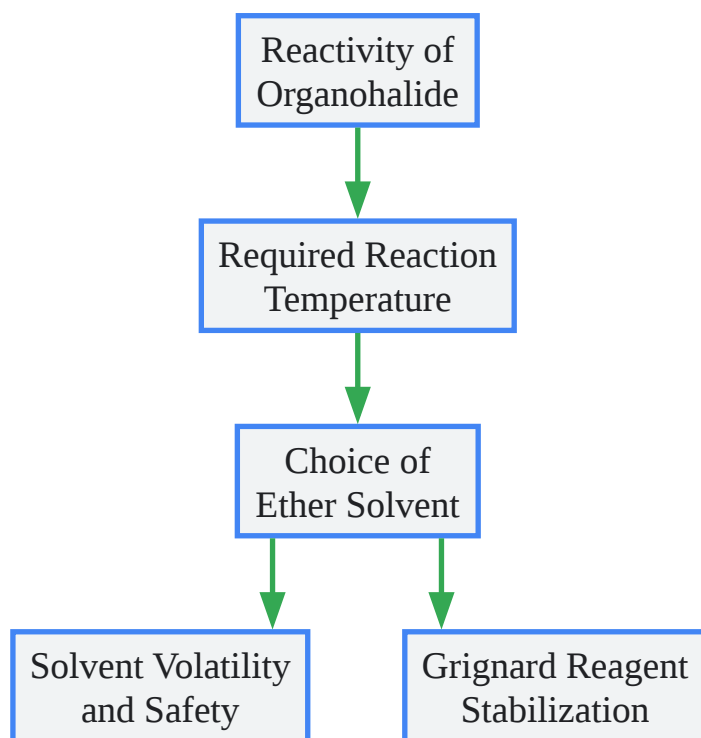 Reactivity of
Organohalide
Required Reaction
Temperature
Choice of
Ether Solvent
Solvent Volatility
and Safety
Grignard Reagent
Stabilization